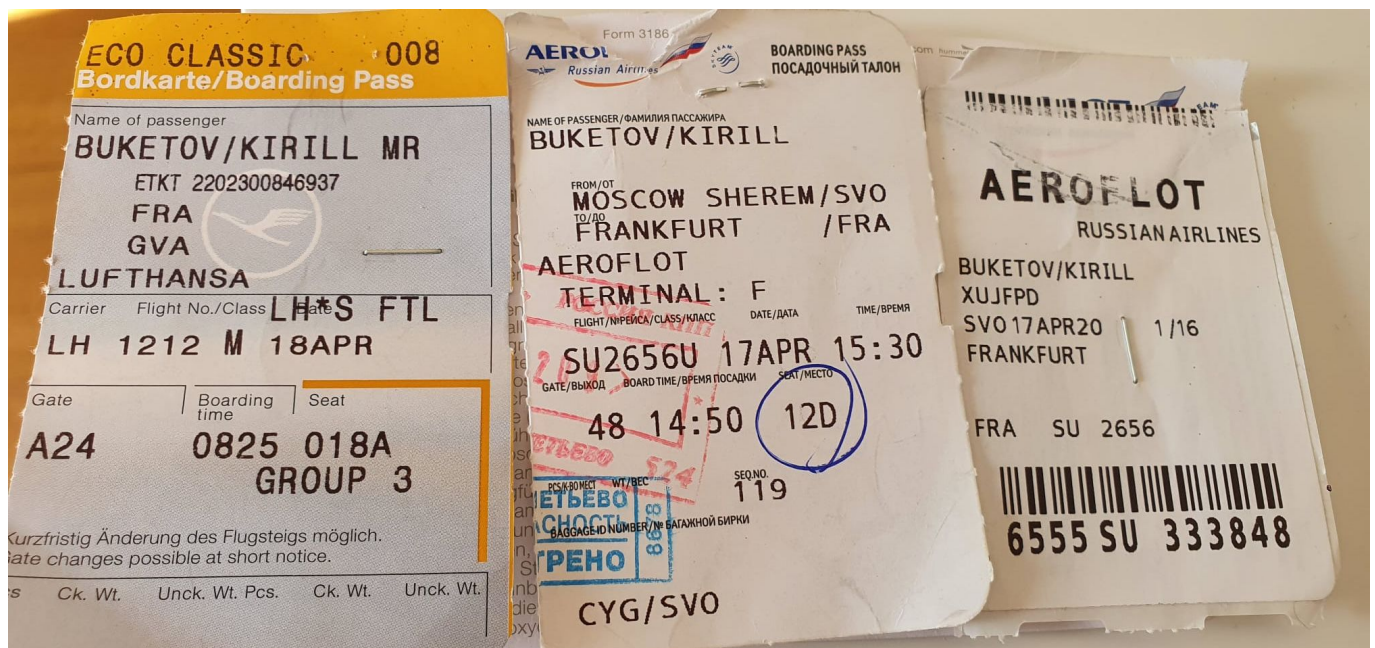 ECO CLASSIC 008
Bordkarte/Boarding Pass
Name of passenger
BUKETOV/KIRILL MR
ETKT 2202300846937
FRA
GVA
LUFTHANSA
Carrier Flight No./Class Date LH*S FTL
LH 1212 M 18APR
Gate Boarding time Seat
A24 0825 018A
GROUP 3
Kurzfristig Änderung des Flugsteigs möglich.
Gate changes possible at short notice.
Ck. Wt. Unck. Wt. Pcs. Ck. Wt. Unck. Wt.
Form 3186
Russian Airlines
SKYTEAM
BOARDING PASS
ПОСАДОЧНЫЙ ТАЛОН
NAME OF PASSENGER/ФАМИЛИЯ ПАССАЖИРА
BUKETOV/KIRILL
FROM/ОТ
MOSCOW SHEREM/SVO
TO/ДО
FRANKFURT /FRA
AEROFLOT
TERMINAL: F
РОССИЯ КПП
FLIGHT/№РЕЙСА/CLASS/КЛАСС DATE/ДАТА TIME/ВРЕМЯ
SU2656U 17APR 15:30
GATE/ВЫХОД BOARD TIME/ВРЕМЯ ПОСАДКИ SEAT/МЕСТО
48 14:50 12D
524
PCS/К-ВО МЕСТ WT/ВЕС SEQ.NO.
119
ЕТЬЕВО
BAGGAGE ID NUMBER/№ БАГАЖНОЙ БИРКИ
8078
CYG/SVO
AEROFLOT
RUSSIAN AIRLINES
BUKETOV/KIRILL
XUJFPD
SVO 17APR20 1/16
FRANKFURT
FRA SU 2656
6555 SU 333848